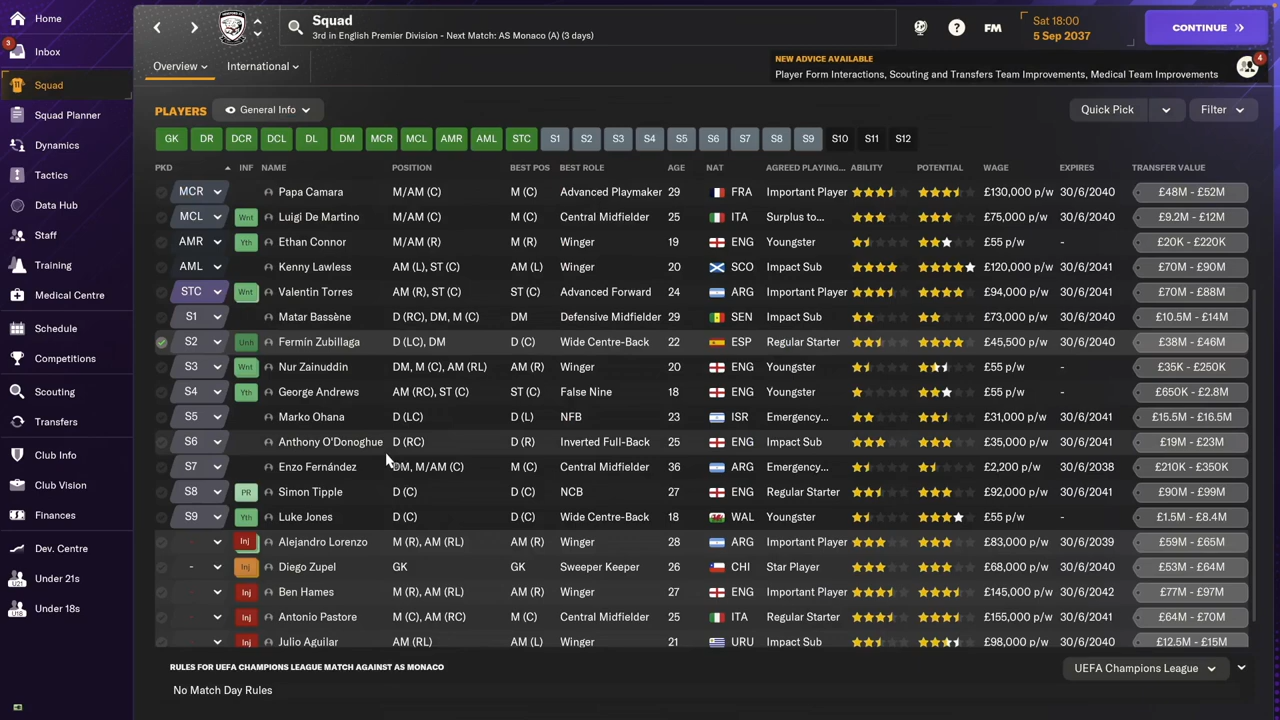 Home
Squad
3rd in English Premier Division - Next Match: AS Monaco (A) (3 days)
FM
Sat 18:00
5 Sep 2037
CONTINUE
3
Inbox
Squad
Squad Planner
Dynamics
Tactics
Data Hub
Staff
Training
Medical Centre
Schedule
Competitions
Scouting
Transfers
Club Info
Club Vision
Finances
Dev. Centre
U21 Under 21s
U18 Under 18s
Overview International
NEW ADVICE AVAILABLE
Player Form Interactions, Scouting and Transfers Team Improvements, Medical Team Improvements
4
PLAYERS General Info Quick Pick Filter
GK DR DCR DCL DL DM MCR MCL AMR AML STC S1 S2 S3 S4 S5 S6 S7 S8 S9 S10 S11 S12
PKD INF NAME POSITION BEST POS BEST ROLE AGE NAT AGREED PLAYING... ABILITY POTENTIAL WAGE EXPIRES TRANSFER VALUE
MCR Papa Camara M/AM (C) M (C) Advanced Playmaker 29 FRA Important Player £130,000 p/w 30/6/2040 £48M - £52M
MCL Wnt Luigi De Martino M/AM (C) M (C) Central Midfielder 25 ITA Surplus to... £75,000 p/w 30/6/2040 £9.2M - £12M
AMR Yth Ethan Connor M/AM (R) M (R) Winger 19 ENG Youngster £55 p/w - £20K - £220K
AML Kenny Lawless AM (L), ST (C) AM (L) Winger 20 SCO Impact Sub £120,000 p/w 30/6/2041 £70M - £90M
STC Wnt Valentin Torres AM (R), ST (C) ST (C) Advanced Forward 24 ARG Important Player £94,000 p/w 30/6/2041 £70M - £88M
S1 Matar Bassène D (RC), DM, M (C) DM Defensive Midfielder 29 SEN Impact Sub £73,000 p/w 30/6/2040 £10.5M - £14M
S2 Unh Fermín Zubillaga D (LC), DM D (C) Wide Centre-Back 22 ESP Regular Starter £45,500 p/w 30/6/2040 £38M - £46M
S3 Wnt Nur Zainuddin DM, M (C), AM (RL) AM (R) Winger 20 ENG Youngster £55 p/w - £35K - £250K
S4 Yth George Andrews AM (RC), ST (C) ST (C) False Nine 18 ENG Youngster £55 p/w - £650K - £2.8M
S5 Marko Ohana D (LC) D (L) NFB 23 ISR Emergency... £31,000 p/w 30/6/2041 £15.5M - £16.5M
S6 Anthony O'Donoghue D (RC) D (R) Inverted Full-Back 25 ENG Impact Sub £35,000 p/w 30/6/2041 £19M - £23M
S7 Enzo Fernández DM, M/AM (C) M (C) Central Midfielder 36 ARG Emergency... £2,200 p/w 30/6/2038 £210K - £350K
S8 PR Simon Tipple D (C) D (C) NCB 27 ENG Regular Starter £92,000 p/w 30/6/2041 £90M - £99M
S9 Yth Luke Jones D (C) D (C) Wide Centre-Back 18 WAL Youngster £55 p/w - £1.5M - £8.4M
Inj Alejandro Lorenzo M (R), AM (RL) AM (R) Winger 28 ARG Important Player £83,000 p/w 30/6/2039 £59M - £65M
- Inj Diego Zupel GK GK Sweeper Keeper 26 CHI Star Player £68,000 p/w 30/6/2040 £53M - £64M
Inj Ben Hames M (R), AM (RL) AM (R) Winger 27 ENG Important Player £145,000 p/w 30/6/2042 £77M - £97M
Inj Antonio Pastore M (C), AM (RC) M (C) Central Midfielder 26 ITA Regular Starter £155,000 p/w 30/6/2041 £64M - £70M
Inj Julio Aguilar AM (RL) AM (L) Winger 21 URU Impact Sub £98,000 p/w 30/6/2040 £12.5M - £15M
RULES FOR UEFA CHAMPIONS LEAGUE MATCH AGAINST AS MONACO UEFA Champions League
No Match Day Rules